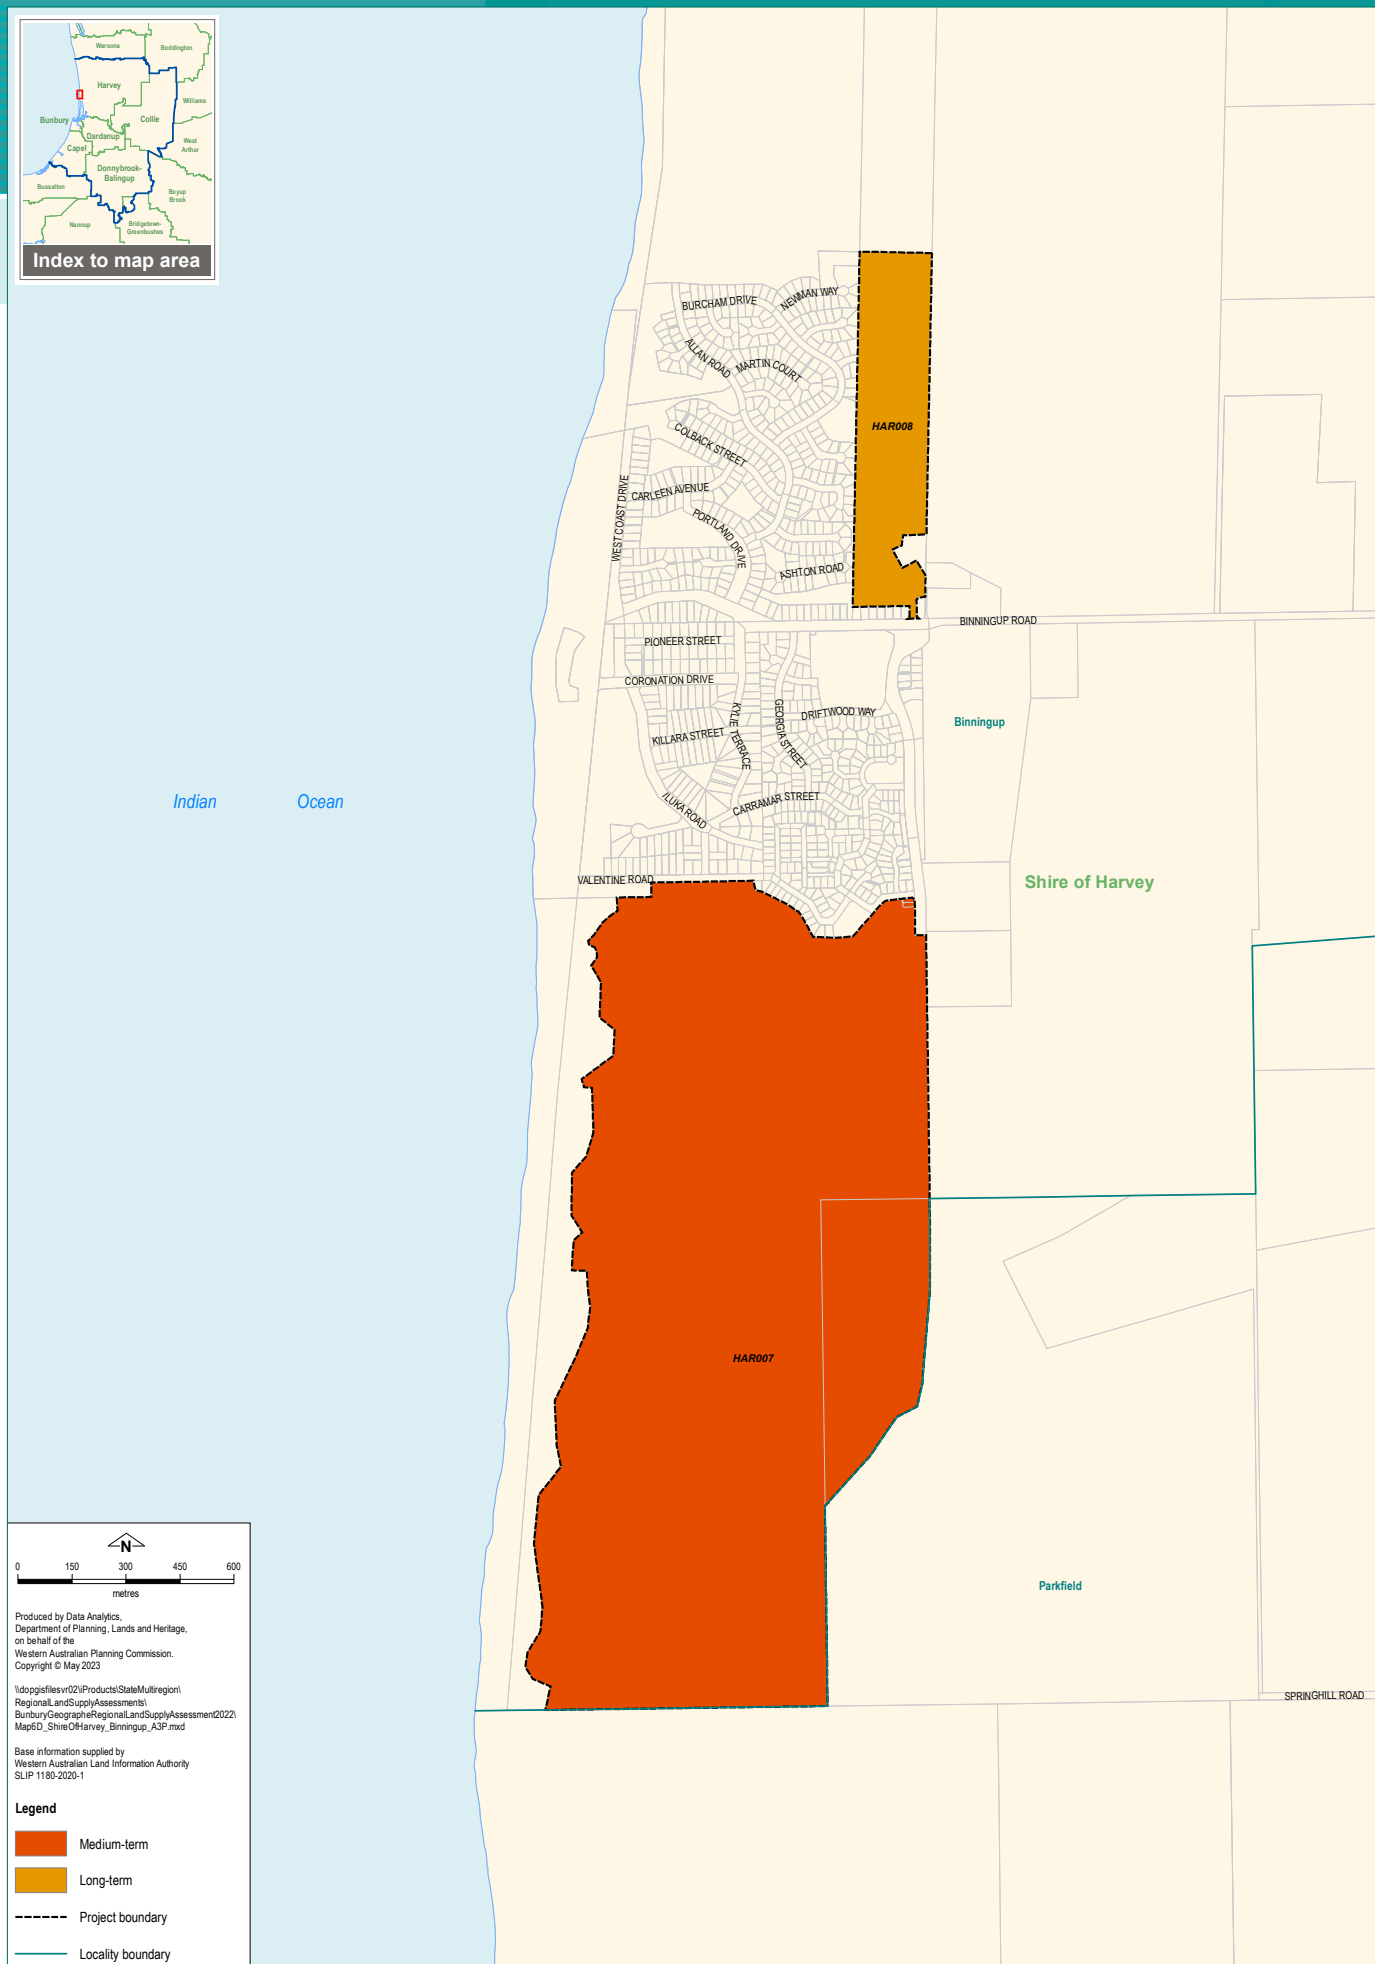 Waroona
Boddington
Harvey
Williams
Bunbury
Collie
Dardanup
West
Arthur
Capel
Donnybrook-
Balingup
Busselton
Boyup
Brook
Nannup
Bridgetown-
Greenbushes
Index to map area
BURCHAM DRIVE
NEWMAN WAY
ALLAN ROAD
MARTIN COURT
HAR008
COLBACK STREET
CARLEEN AVENUE
WEST COAST DRIVE
PORTLAND DRIVE
ASHTON ROAD
BINNINGUP ROAD
PIONEER STREET
CORONATION DRIVE
KYLIE TERRACE
GEORGIA STREET
DRIFTWOOD WAY
Binningup
KILLARA STREET
Indian Ocean
ILUKA ROAD
CARRAMAR STREET
VALENTINE ROAD
Shire of Harvey
HAR007
Parkfield
SPRINGHILL ROAD
N
0 150 300 450 600
metres
Produced by Data Analytics,
Department of Planning, Lands and Heritage,
on behalf of the
Western Australian Planning Commission.
Copyright © May 2023
\\dopgisfilesvr02\iProducts\StateMultiregion\
RegionalLandSupplyAssessments\
BunburyGeographeRegionalLandSupplyAssessment2022\
Map6D_ShireOfHarvey_Binningup_A3P.mxd
Base information supplied by
Western Australian Land Information Authority
SLIP 1180-2020-1
Legend
Medium-term
Long-term
Project boundary
Locality boundary